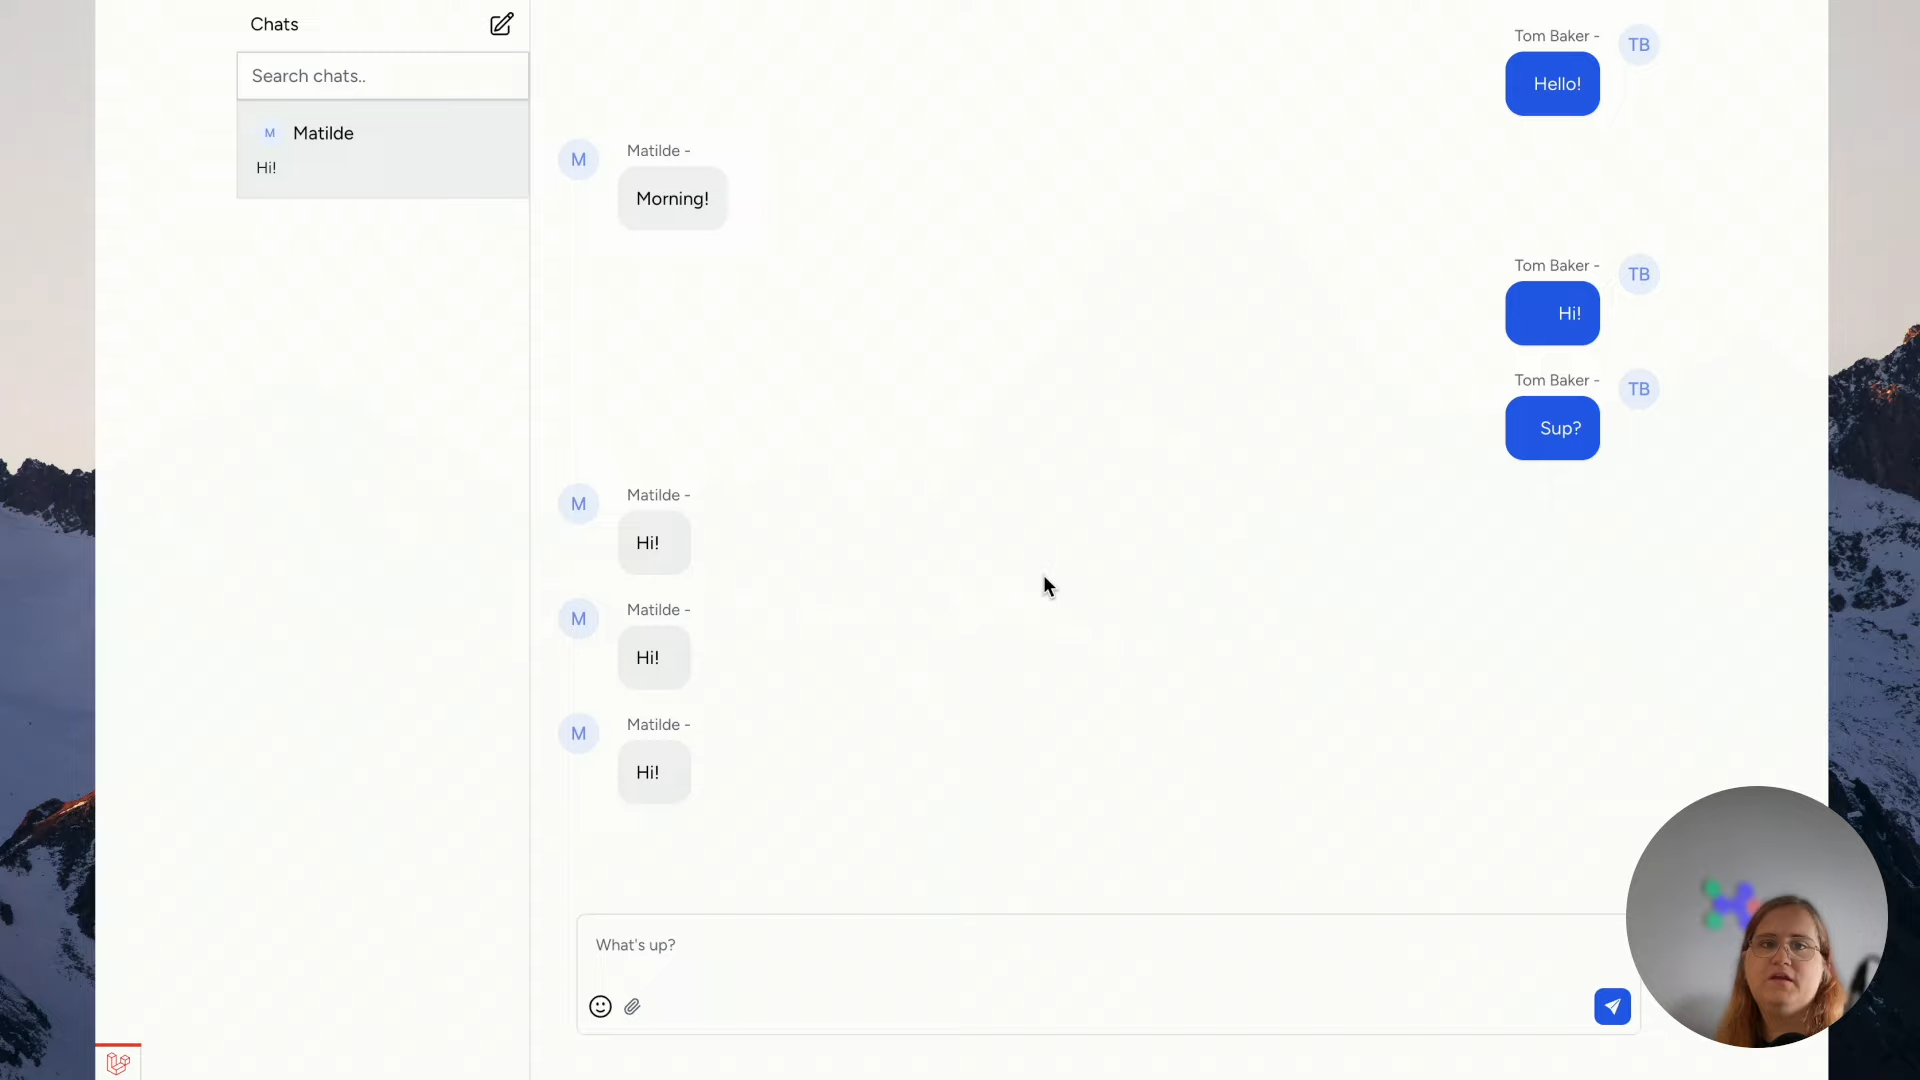 Chats
Search chats..
M Matilde
Hi!
Tom Baker -
TB
Hello!
Matilde -
M
Morning!
Tom Baker -
TB
Hi!
Tom Baker -
TB
Sup?
Matilde -
M
Hi!
Matilde -
M
Hi!
Matilde -
M
Hi!
What's up?